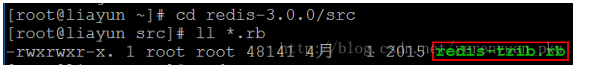 [root@liayun ~]# cd redis-3.0.0/src
[root@liayun src]# ll *.rb
-rwxrwxr-x. 1 root root 48141 4月 1 2015 redis-trib.rb